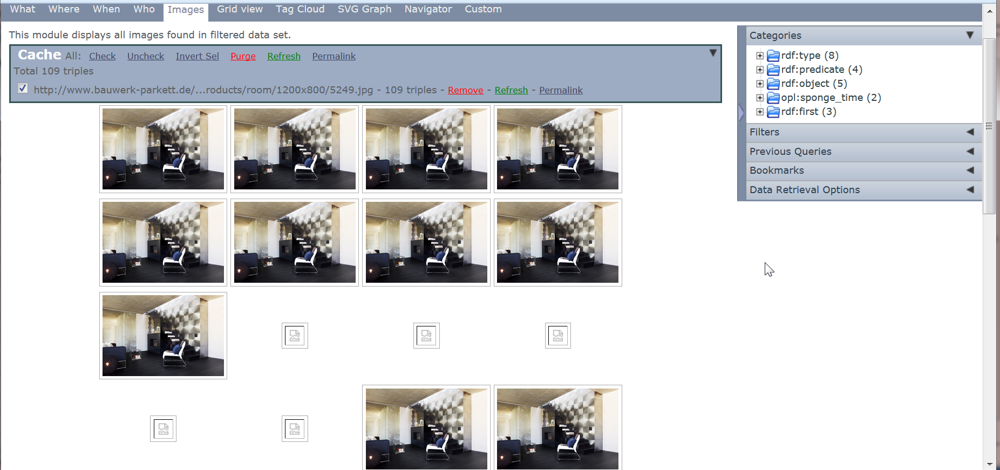 What Where When Who Images Grid view Tag Cloud SVG Graph Navigator Custom
This module displays all images found in filtered data set.
Cache All: Check Uncheck Invert Sel Purge Refresh Permalink
Total 109 triples
http://www.bauwerk-parkett.de/...roducts/room/1200x800/5249.jpg - 109 triples - Remove - Refresh - Permalink
Categories
rdf:type (8)
rdf:predicate (4)
rdf:object (5)
opl:sponge_time (2)
rdf:first (3)
Filters
Previous Queries
Bookmarks
Data Retrieval Options